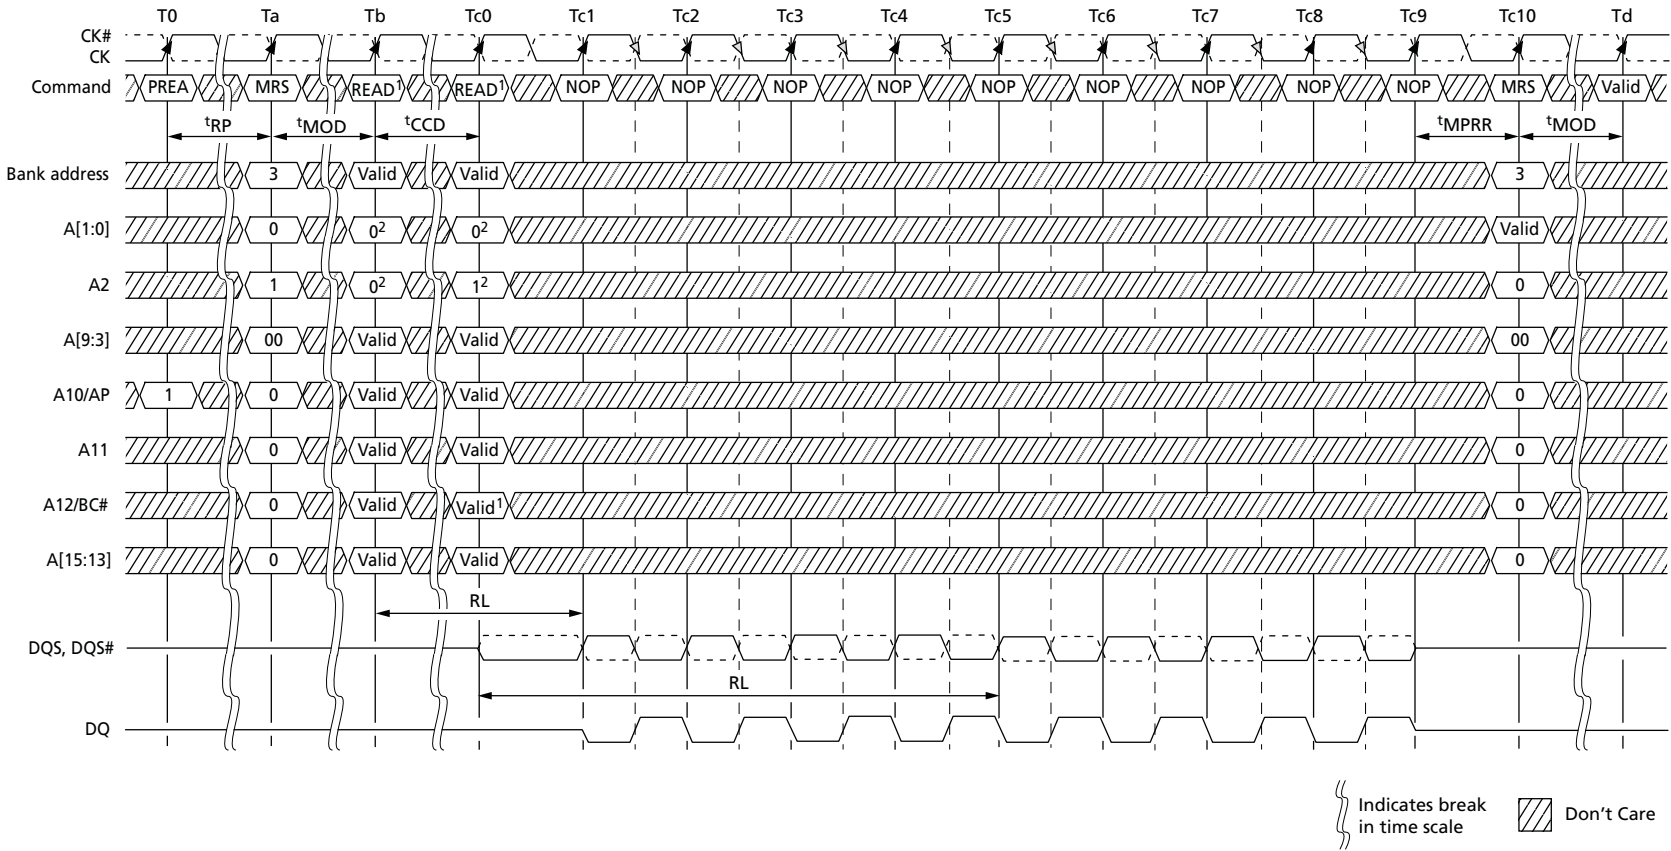 T0 Ta Tb Tc0 Tc1 Tc2 Tc3 Tc4 Tc5 Tc6 Tc7 Tc8 Tc9 Tc10 Td
CK#
CK
Command PREA MRS READ1 READ1 NOP NOP NOP NOP NOP NOP NOP NOP NOP MRS Valid
tRP tMOD tCCD tMPRR tMOD
Bank address 3 Valid Valid 3
A[1:0] 0 02 02 Valid
A2 1 02 12 0
A[9:3] 00 Valid Valid 00
A10/AP 1 0 Valid Valid 0
A11 0 Valid Valid 0
A12/BC# 0 Valid Valid1 0
A[15:13] 0 Valid Valid 0
RL
DQS, DQS#
RL
DQ
Indicates break
in time scale
Don't Care